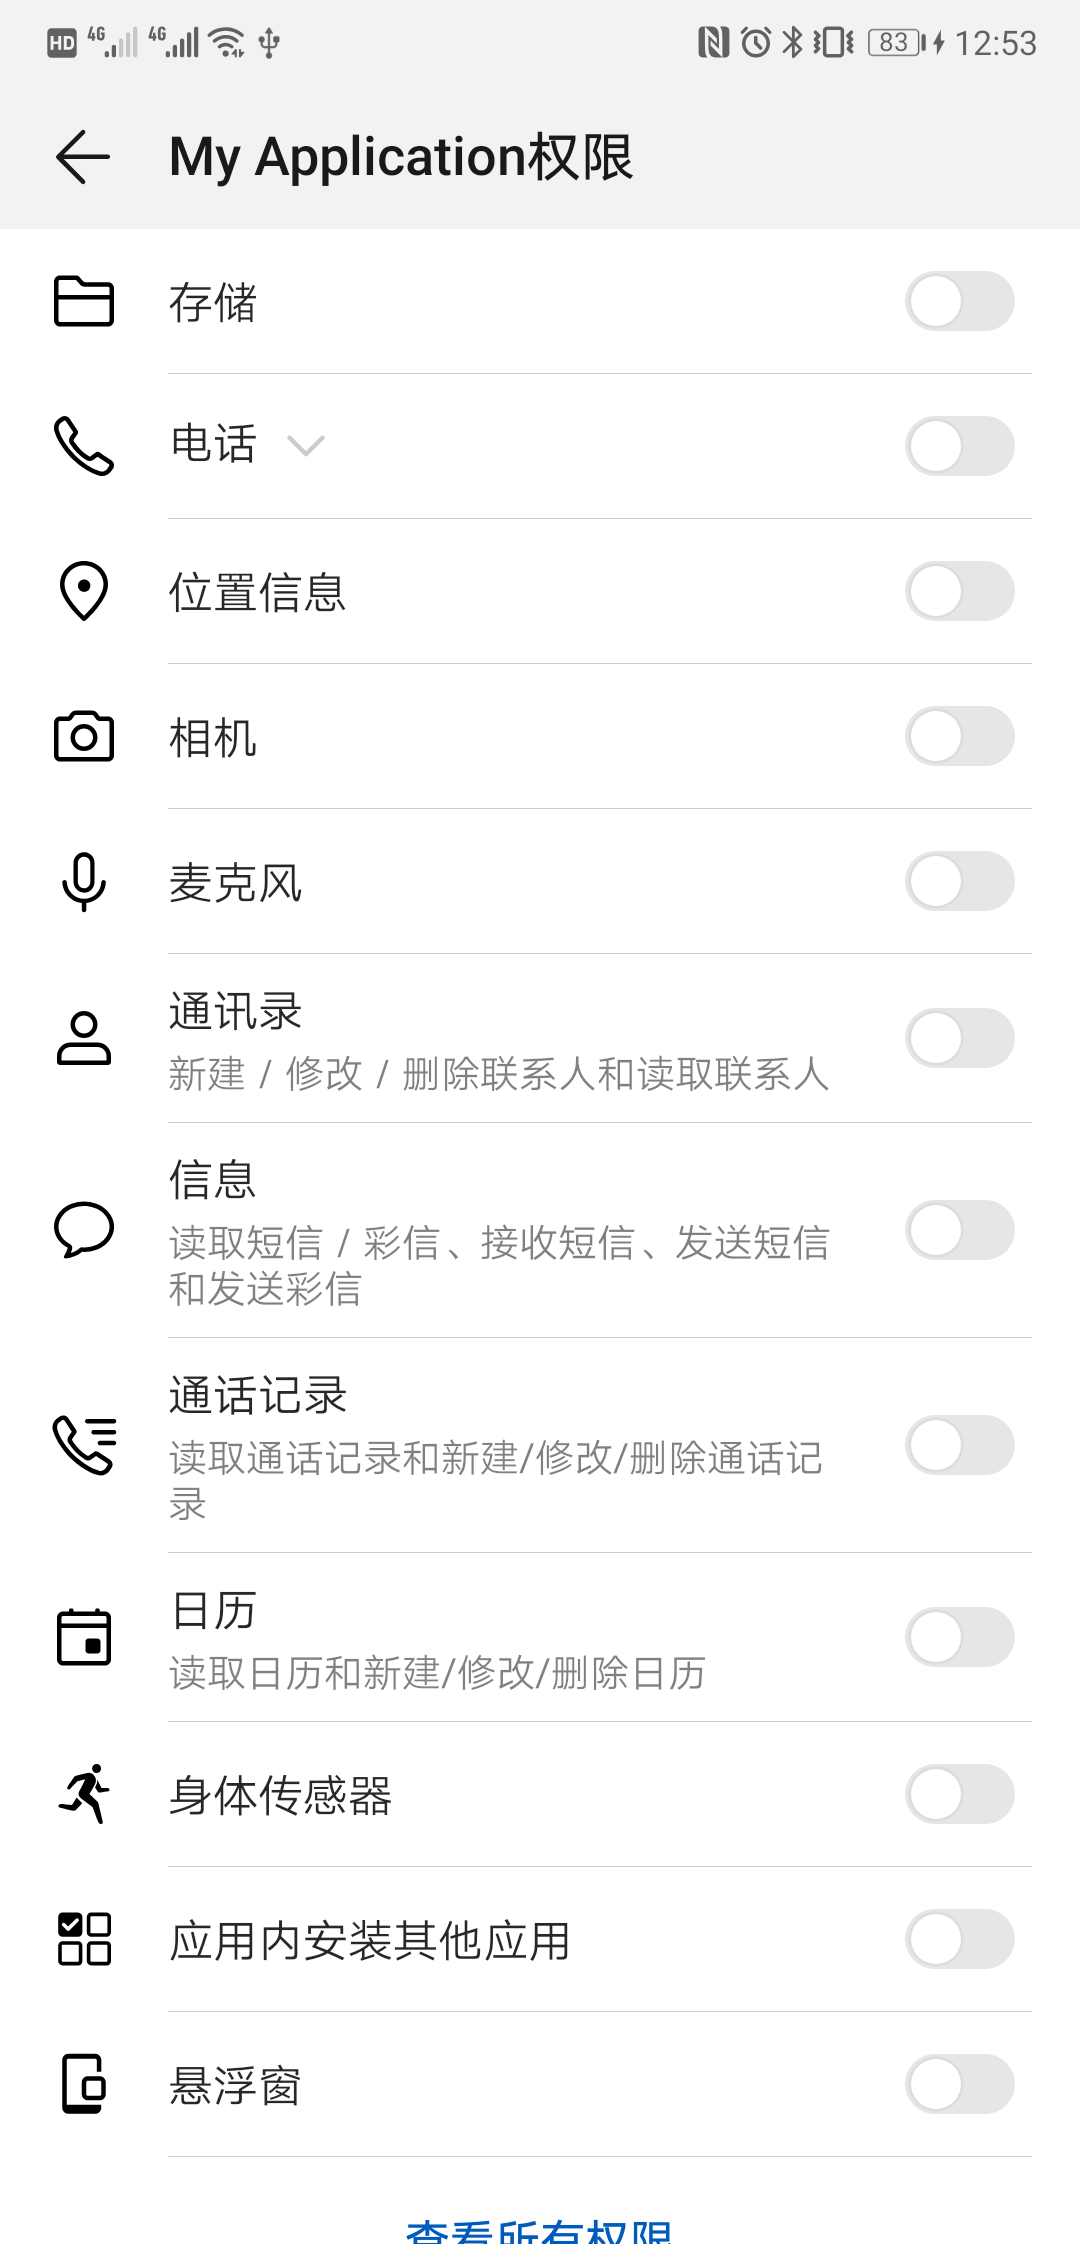 HD 4G 4G 83 12:53
My Application权限
存储
电话
位置信息
相机
麦克风
通讯录
新建 / 修改 / 删除联系人和读取联系人
信息
读取短信 / 彩信、接收短信、发送短信
和发送彩信
通话记录
读取通话记录和新建/修改/删除通话记
录
日历
读取日历和新建/修改/删除日历
身体传感器
应用内安装其他应用
悬浮窗
查看所有权限